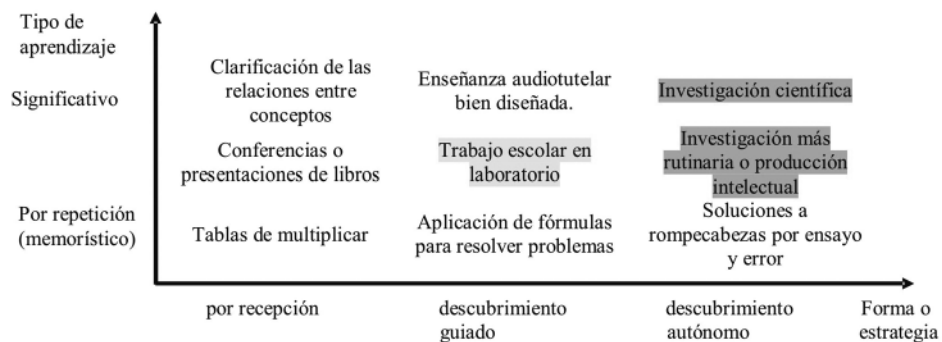 Tipo de
aprendizaje
Significativo
Clarificación de las
relaciones entre
conceptos
Enseñanza audiotutelar
bien diseñada.
Investigación científica
Conferencias o
presentaciones de libros
Trabajo escolar en
laboratorio
Investigación más
rutinaria o producción
intelectual
Por repetición
(memorístico)
Tablas de multiplicar
Aplicación de fórmulas
para resolver problemas
Soluciones a
rompecabezas por ensayo
y error
por recepción
descubrimiento
guiado
descubrimiento
autónomo
Forma o
estrategia